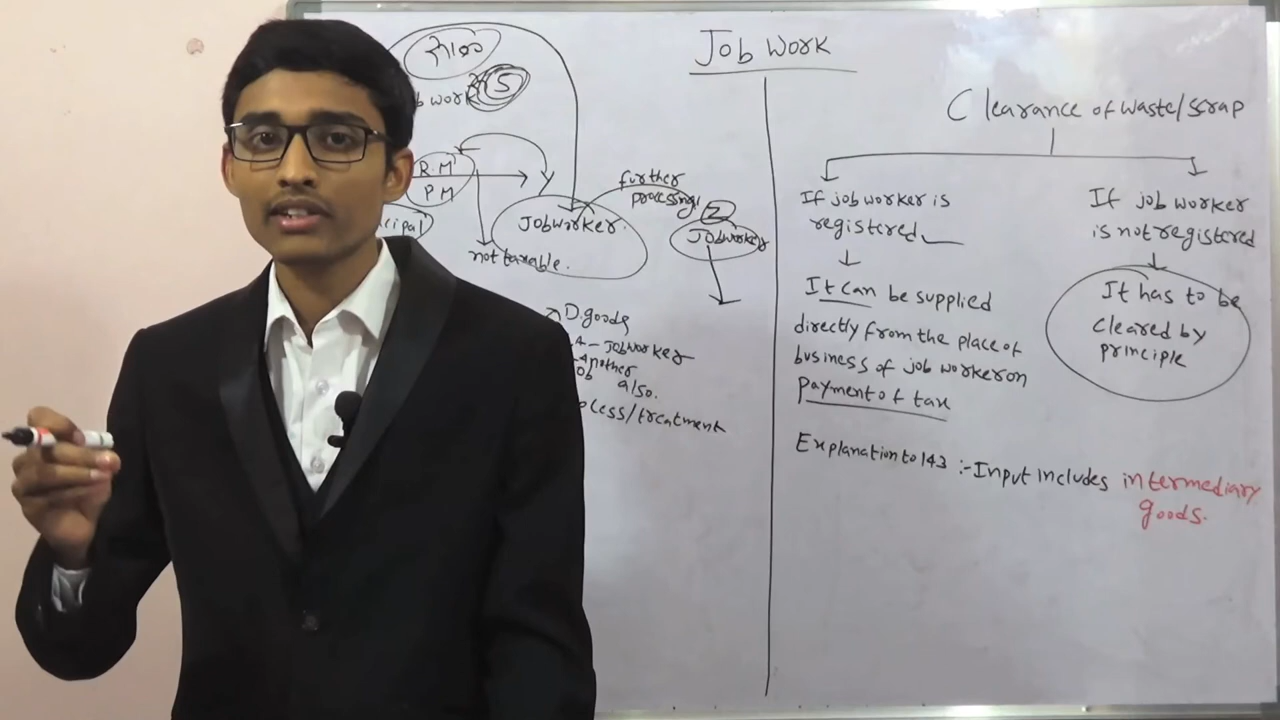 Job work
R.M
P.M
not taxable.
Jobworker.
further
processing
2
Jobworker
D.goods
Jobworker
also.
/treatment
Clearance of waste/scrap
If job worker is
registered
It can be supplied
directly from the place of
business of job worker on
Payment of tax
If job worker
is not registered
It has to be
cleared by
principle
Explanation to 143 :- Input includes intermediary
goods.